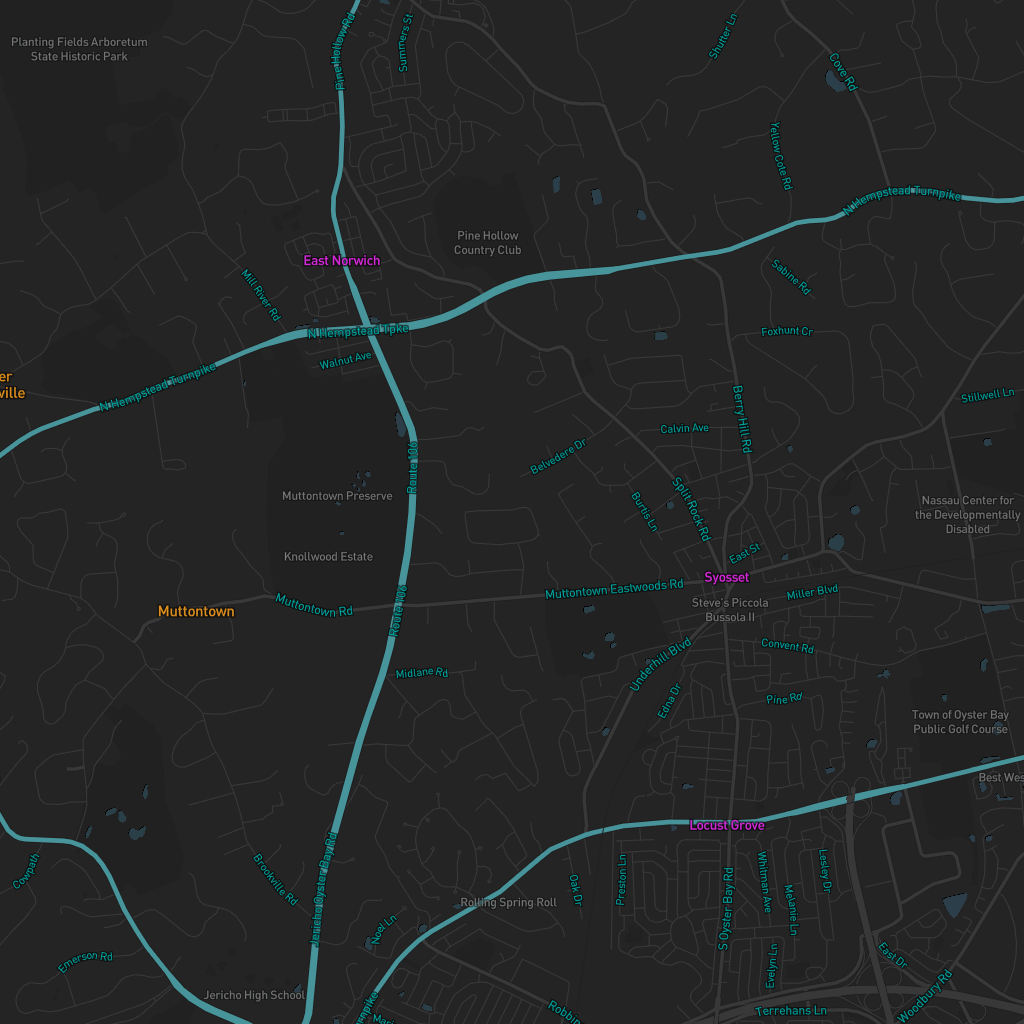 Planting Fields Arboretum
State Historic Park
Hollow Rd
Summers St
Shutter Ln
Cove Rd
Yellow Cote Rd
N Hempstead Turnpike
Pine Hollow
Country Club
East Norwich
Mill River Rd
Sabine Rd
N Hempstead Tpke
Foxhunt Cr
Walnut Ave
N Hempstead Turnpike
er
ville
Stillwell Ln
Berry Hill Rd
Calvin Ave
Belvedere Dr
Route 106
Muttontown Preserve
Split Rock Rd
Burtis Ln
Nassau Center for
the Developmentally
Disabled
Knollwood Estate
East St
Syosset
Muttontown Eastwoods Rd
Miller Blvd
Steve's Piccola
Bussola II
Muttontown
Muttontown Rd
Route 106
Convent Rd
Underhill Blvd
Midlane Rd
Edna Dr
Pine Rd
Town of Oyster Bay
Public Golf Course
Best Wes
Locust Grove
Cowpath
Brookville Rd
Jericho Oyster Bay Rd
Oak Dr
Preston Ln
S Oyster Bay Rd
Whitman Ave
Melanie Ln
Lesley Dr
Rolling Spring Roll
Noel Ln
Emerson Rd
Evelyn Ln
East Dr
Jericho High School
Woodbury Rd
rnpike
Mari
Robbin
Terrehans Ln